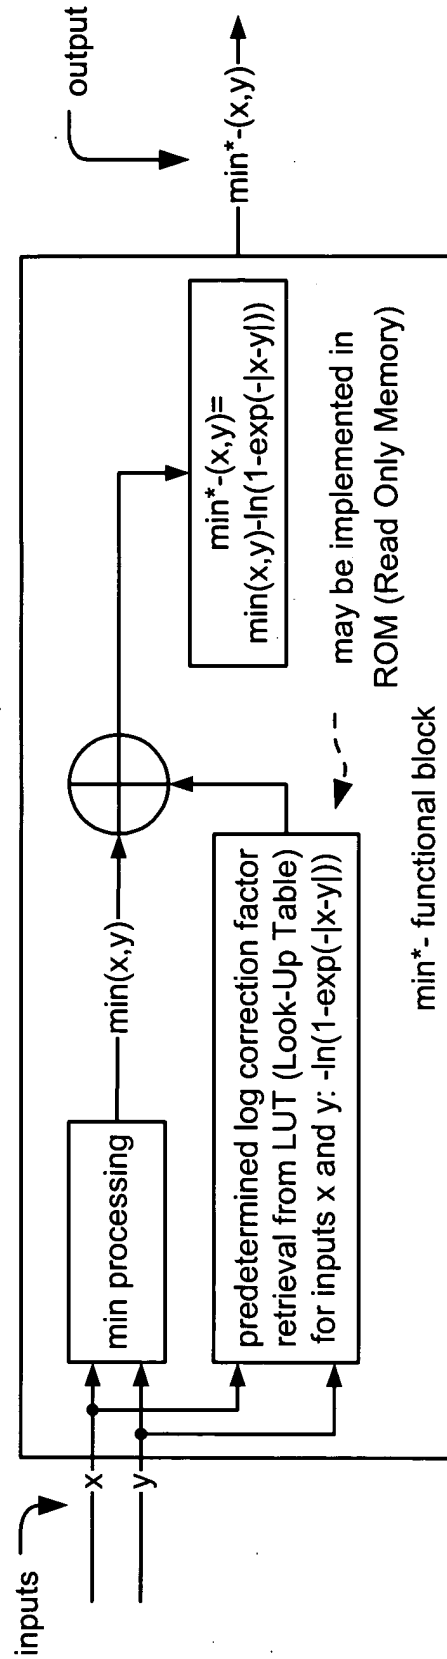 inputs
x
y
min processing
min(x,y)
predetermined log correction factor
retrieval from LUT (Look-Up Table)
for inputs x and y: -ln(1-exp(-|x-y|))
min*-(x,y)=
min(x,y)-ln(1-exp(-|x-y|))
may be implemented in
ROM (Read Only Memory)
min*- functional block
min*-(x,y)
output